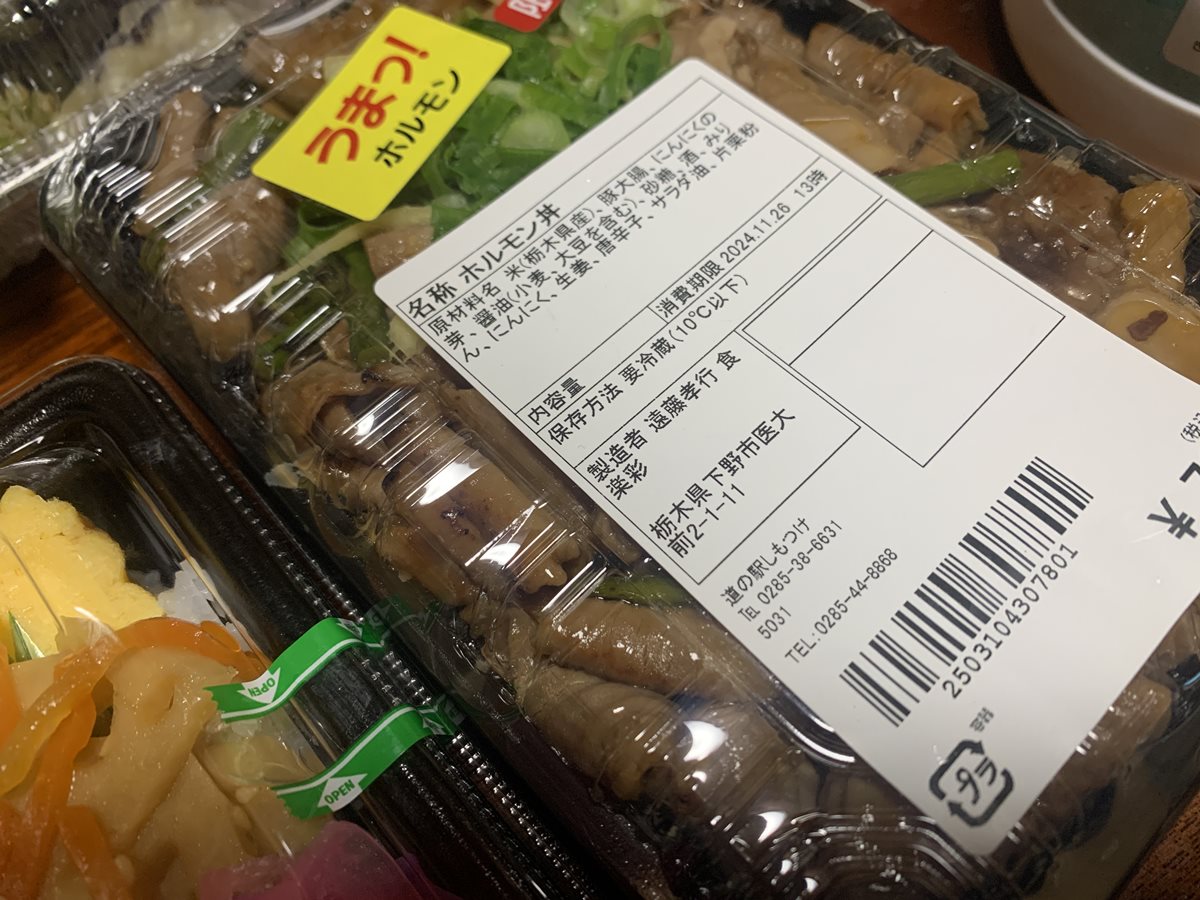 うまっ!
ホルモン
名称 ホルモン丼
原材料名 米(栃木県産)、豚大腸、にんにくの
芽、醤油(小麦、大豆を含む)、砂糖、酒、みり
ん、にんにく、生姜、唐辛子、サラダ油、片栗粉
内容量
消費期限 2024.11.26 13時
保存方法 要冷蔵(10℃以下)
製造者 遠藤孝行 食
楽彩
栃木県下野市医大
前2-1-11
道の駅しもつけ
℡ 0285-38-6631
5031
TEL:0285-44-8868
2503104307801
容器
プラ
¥7
OPEN
OPEN